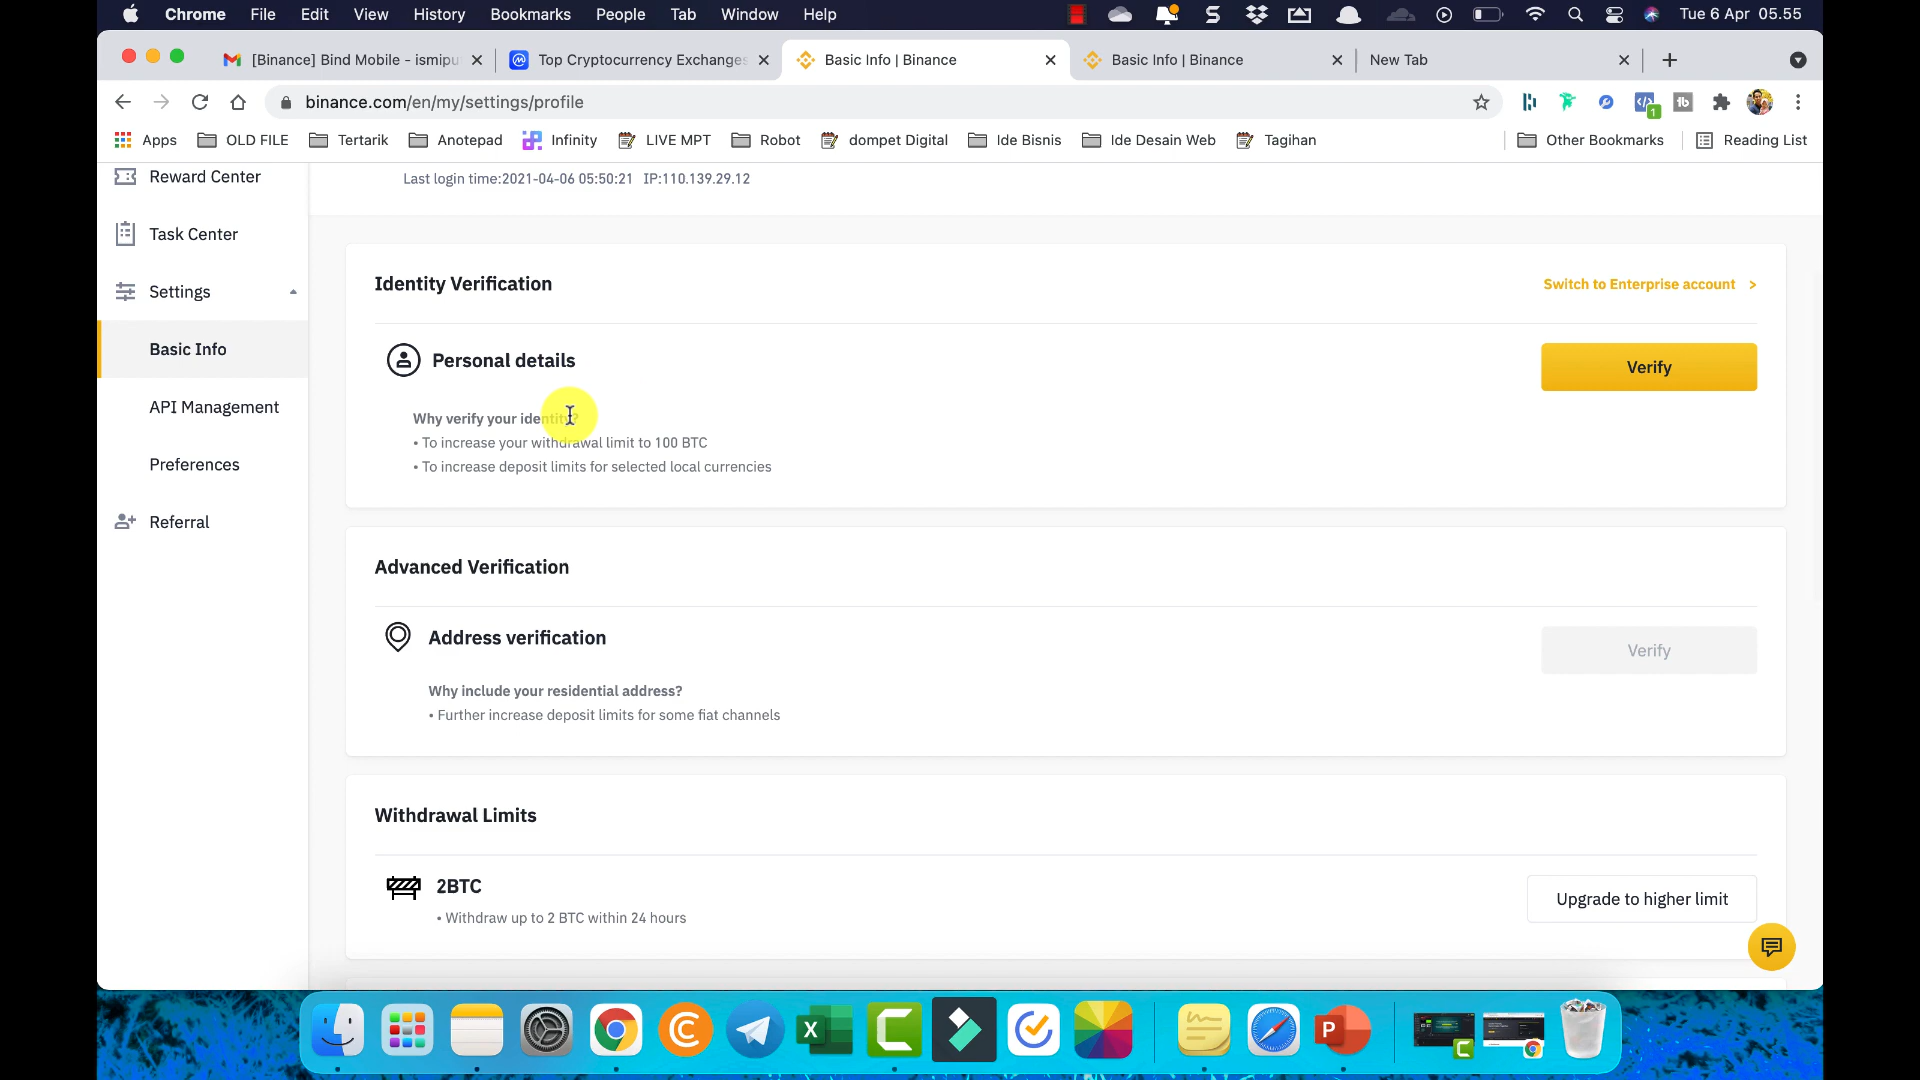 Chrome File Edit View History Bookmarks People Tab Window Help Tue 6 Apr 05.55
[Binance] Bind Mobile - ismipu Top Cryptocurrency Exchanges Basic Info | Binance Basic Info | Binance New Tab
binance.com/en/my/settings/profile 1
Apps OLD FILE Tertarik Anotepad Infinity LIVE MPT Robot dompet Digital Ide Bisnis Ide Desain Web Tagihan Other Bookmarks Reading List
Reward Center
Last login time:2021-04-06 05:50:21 IP:110.139.29.12
Task Center
Settings
Basic Info
API Management
Preferences
Referral
Identity Verification
Switch to Enterprise account >
Personal details
Verify
Why verify your identity?
• To increase your withdrawal limit to 100 BTC
• To increase deposit limits for selected local currencies
Advanced Verification
Address verification
Verify
Why include your residential address?
• Further increase deposit limits for some fiat channels
Withdrawal Limits
2BTC
• Withdraw up to 2 BTC within 24 hours
Upgrade to higher limit